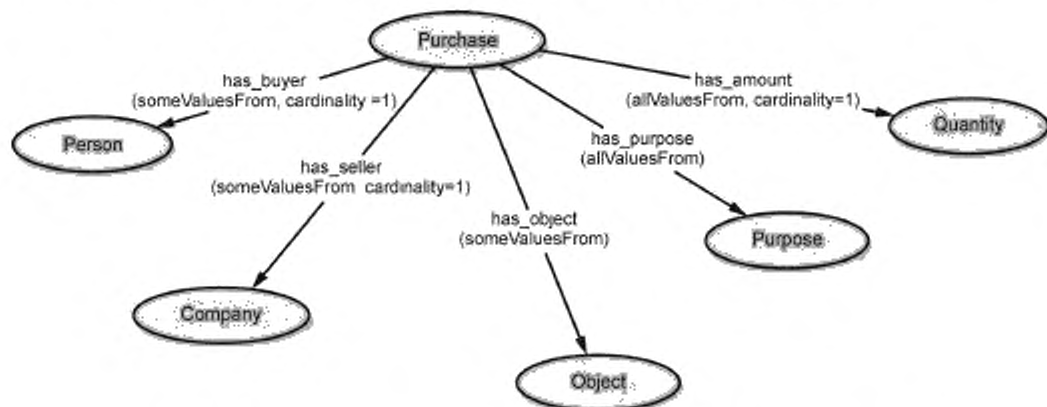 Purchase
has_buyer
(someValuesFrom, cardinality =1)
has_amount
(allValuesFrom, cardinality=1)
Person
Quantity
has_purpose
(allValuesFrom)
has_seller
(someValuesFrom cardinality=1)
has_object
(someValuesFrom)
Purpose
Company
Object